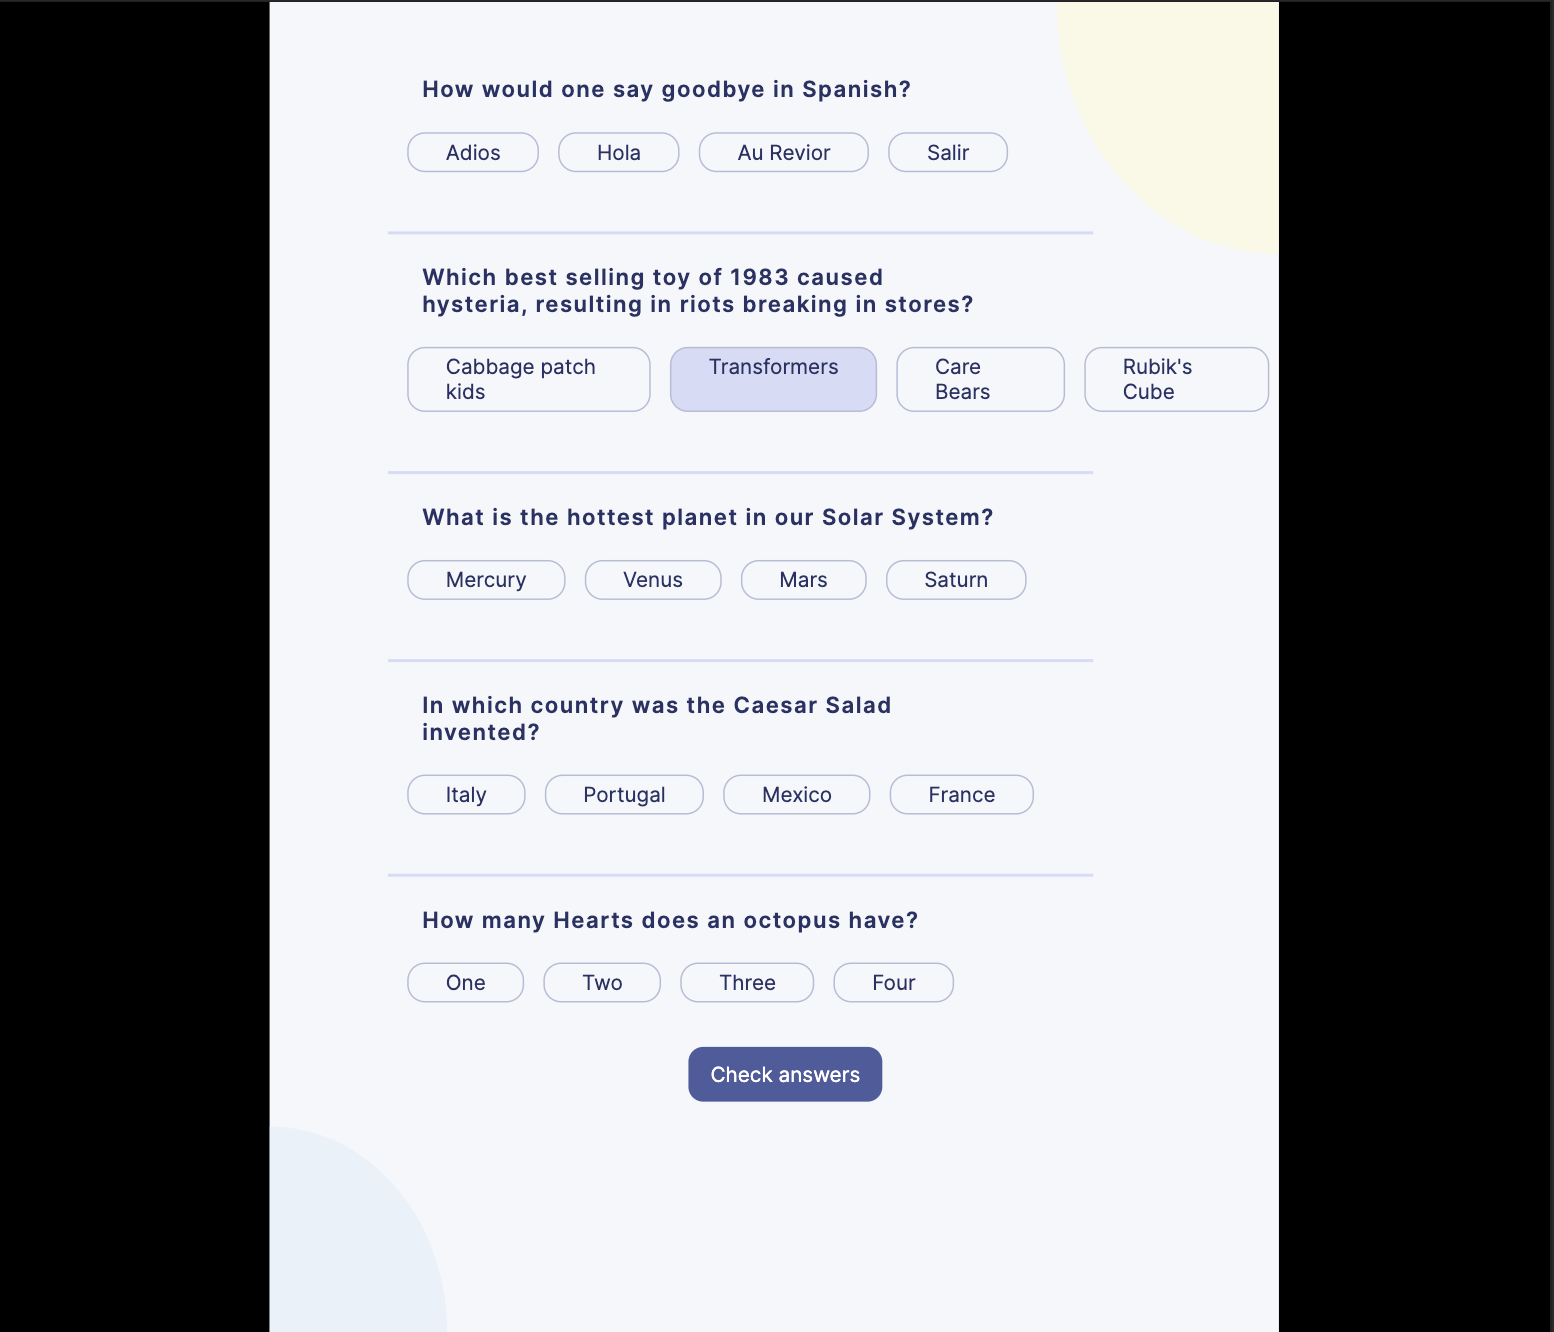 How would one say goodbye in Spanish?
Adios Hola Au Revior Salir
Which best selling toy of 1983 caused
hysteria, resulting in riots breaking in stores?
Cabbage patch kids Transformers Care Bears Rubik's Cube
What is the hottest planet in our Solar System?
Mercury Venus Mars Saturn
In which country was the Caesar Salad
invented?
Italy Portugal Mexico France
How many Hearts does an octopus have?
One Two Three Four
Check answers